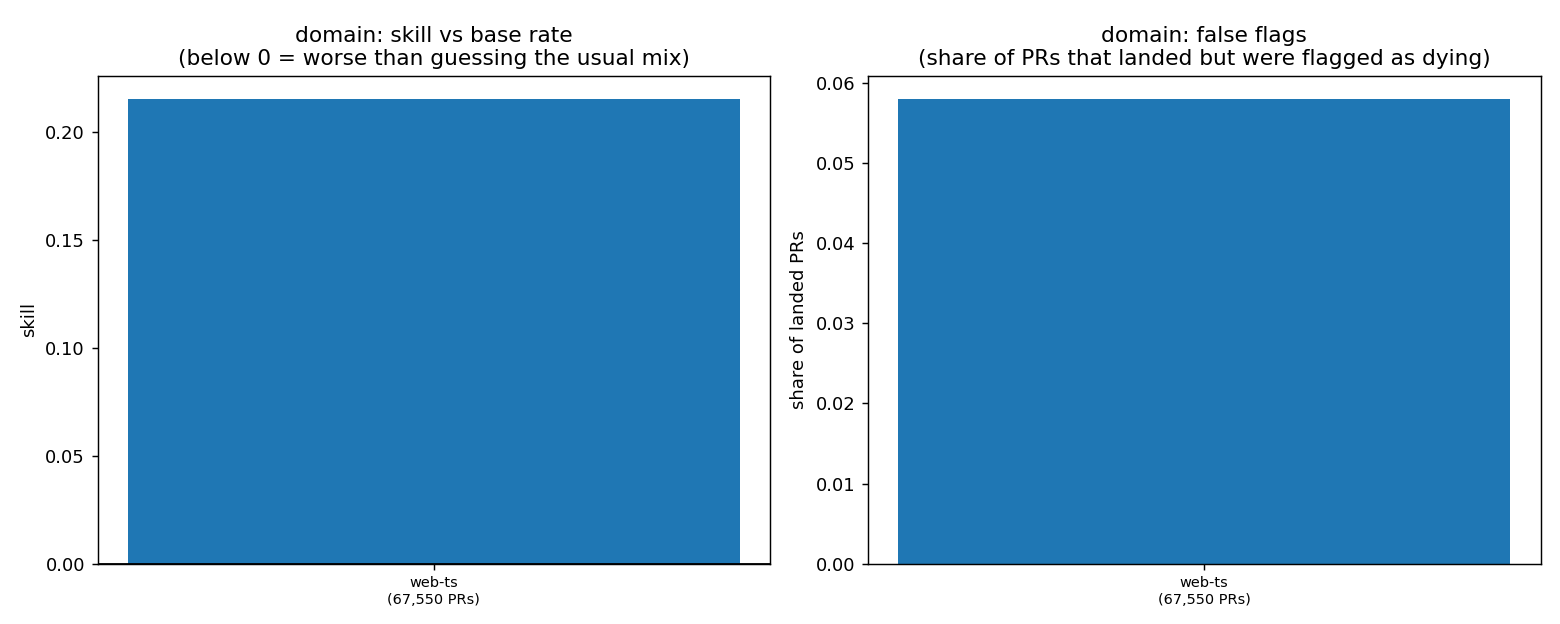 domain: skill vs base rate
(below 0 = worse than guessing the usual mix)
skill
0.20
0.15
0.10
0.05
0.00
web-ts
(67,550 PRs)
domain: false flags
(share of PRs that landed but were flagged as dying)
share of landed PRs
0.06
0.05
0.04
0.03
0.02
0.01
0.00
web-ts
(67,550 PRs)